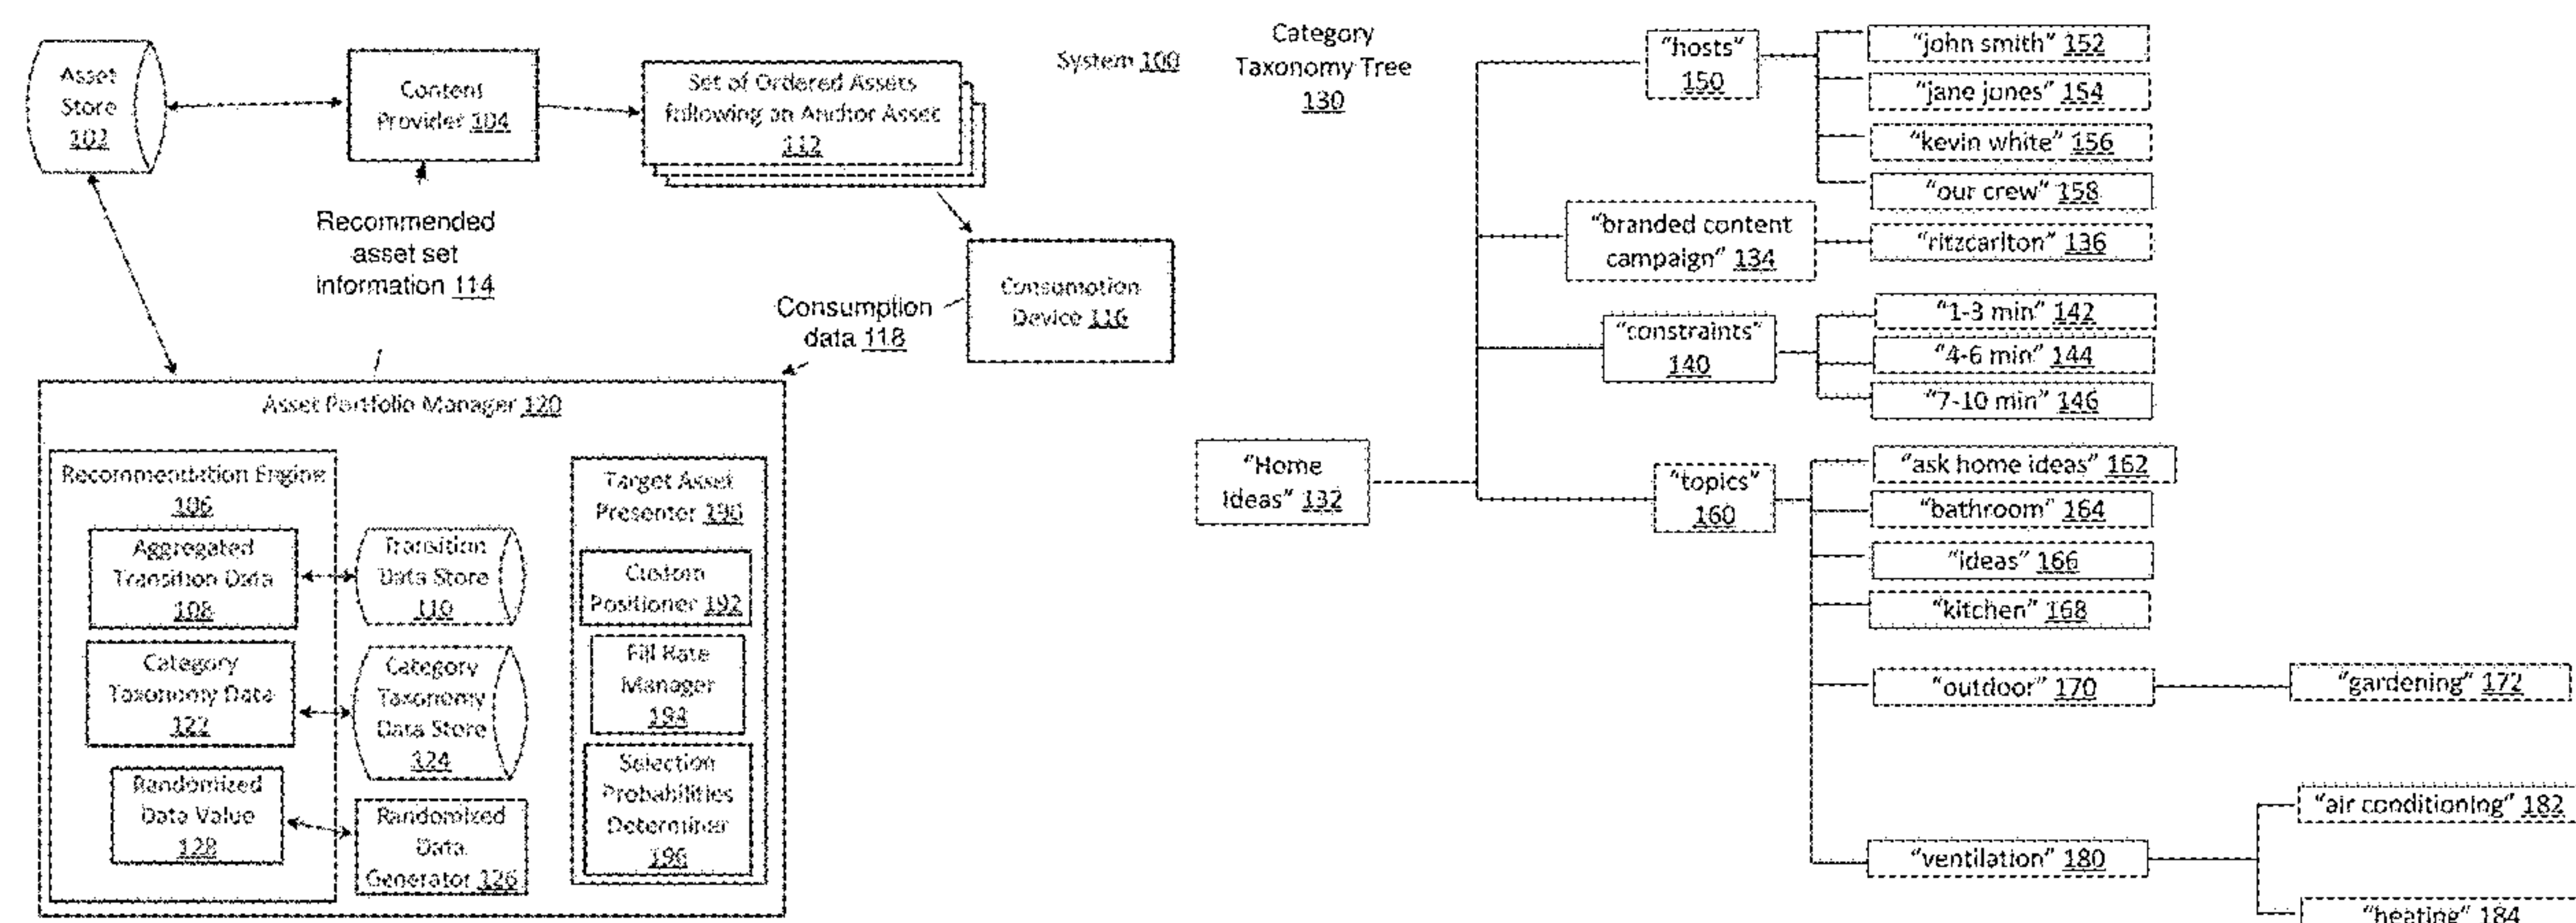 Asset
Store
102
Content
Provider 104
Set of Ordered Assets
following an Anchor Asset
112
System 100
Recommended
asset set
information 114
Consumption
data 118
Consumption
Device 116
Asset Portfolio Manager 120
Recommendation Engine
106
Aggregated
Transition Data
108
Transition
Data Store
110
Category
Taxonomy Data
122
Category
Taxonomy
Data Store
124
Randomized
Data Value
128
Randomized
Data
Generator 126
Target Asset
Presenter 190
Custom
Positioner 192
Fill Rate
Manager
194
Selection
Probabilities
Determiner
196
Category
Taxonomy Tree
130
"Home
Ideas" 132
"hosts"
150
"john smith" 152
"jane jones" 154
"kevin white" 156
"our crew" 158
"branded content
campaign" 134
"ritzcarlton" 136
"constraints"
140
"1-3 min" 142
"4-6 min" 144
"7-10 min" 146
"topics"
160
"ask home ideas" 162
"bathroom" 164
"ideas" 166
"kitchen" 168
"outdoor" 170
"gardening" 172
"ventilation" 180
"air conditioning" 182
"heating" 184